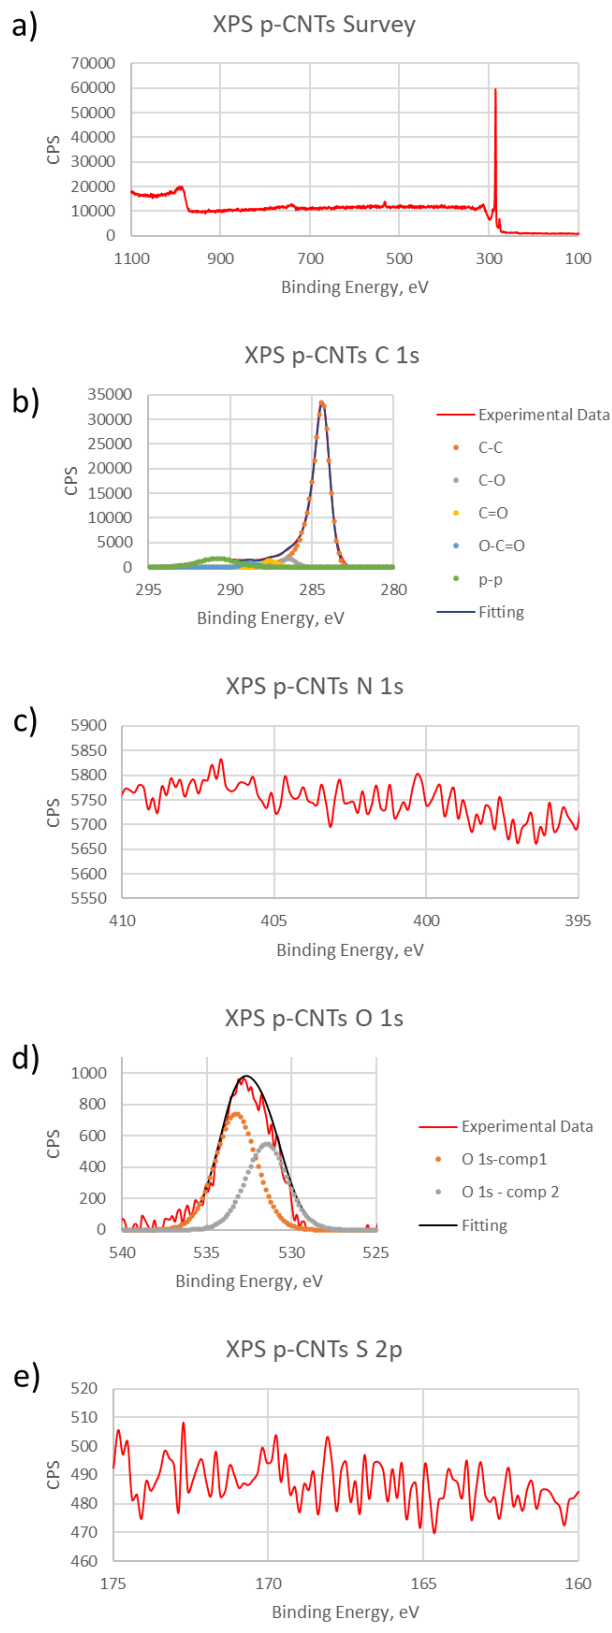 a)
XPS p-CNTs Survey
70000
60000
50000
40000
30000
20000
10000
0
CPS
1100 900 700 500 300 100
Binding Energy, eV
XPS p-CNTs C 1s
b)
35000
30000
25000
20000
15000
10000
5000
0
CPS
295 290 285 280
Binding Energy, eV
Experimental Data
C-C
C-O
C=O
O-C=O
p-p
Fitting
XPS p-CNTs N 1s
c)
5900
5850
5800
5750
5700
5650
5600
5550
CPS
410 405 400 395
Binding Energy, eV
XPS p-CNTs O 1s
d)
1000
800
600
400
200
0
CPS
540 535 530 525
Binding Energy, eV
Experimental Data
O 1s-comp1
O 1s - comp 2
Fitting
XPS p-CNTs S 2p
e)
520
510
500
490
480
470
460
CPS
175 170 165 160
Binding Energy, eV